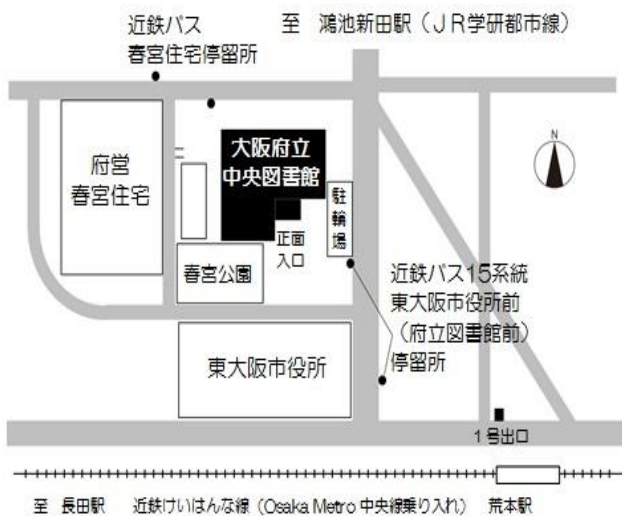 近鉄バス
春宮住宅停留所
至 鴻池新田駅（ＪＲ学研都市線）
府営
春宮住宅
大阪府立
中央図書館
駐輪場
正面
入口
N
春宮公園
近鉄バス15系統
東大阪市役所前
（府立図書館前）
停留所
東大阪市役所
１号出口
至 長田駅 近鉄けいはんな線（Osaka Metro 中央線乗り入れ） 荒本駅